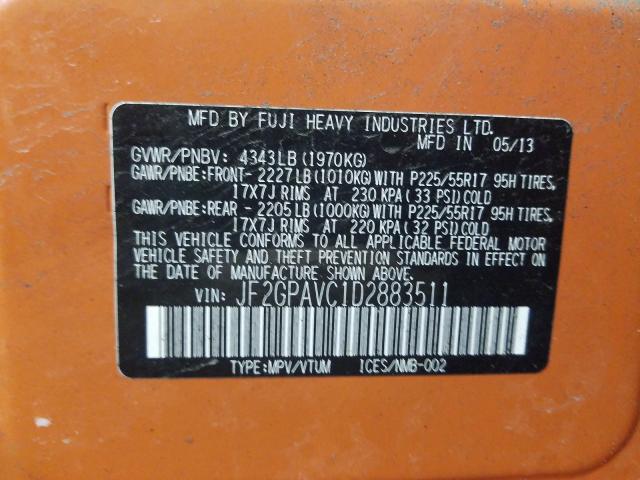 MFD BY FUJI HEAVY INDUSTRIES LTD.
MFD IN 05/13
GVWR/PNBV: 4343LB (1970KG)
GAWR/PNBE:FRONT- 2227LB (1010KG) WITH P225/55R17 95H TIRES,
17X7J RIMS AT 230 KPA (33 PSI) COLD
GAWR/PNBE:REAR - 2205LB (1000KG) WITH P225/55R17 95H TIRES,
17X7J RIMS AT 220 KPA (32 PSI) COLD
THIS VEHICLE CONFORMS TO ALL APPLICABLE FEDERAL MOTOR
VEHICLE SAFETY AND THEFT PREVENTION STANDARDS IN EFFECT
ON THE DATE OF MANUFACTURE SHOWN ABOVE.
VIN: JF2GPAVC1D2883511
TYPE:MPV/VTUM ICES/NMB-002